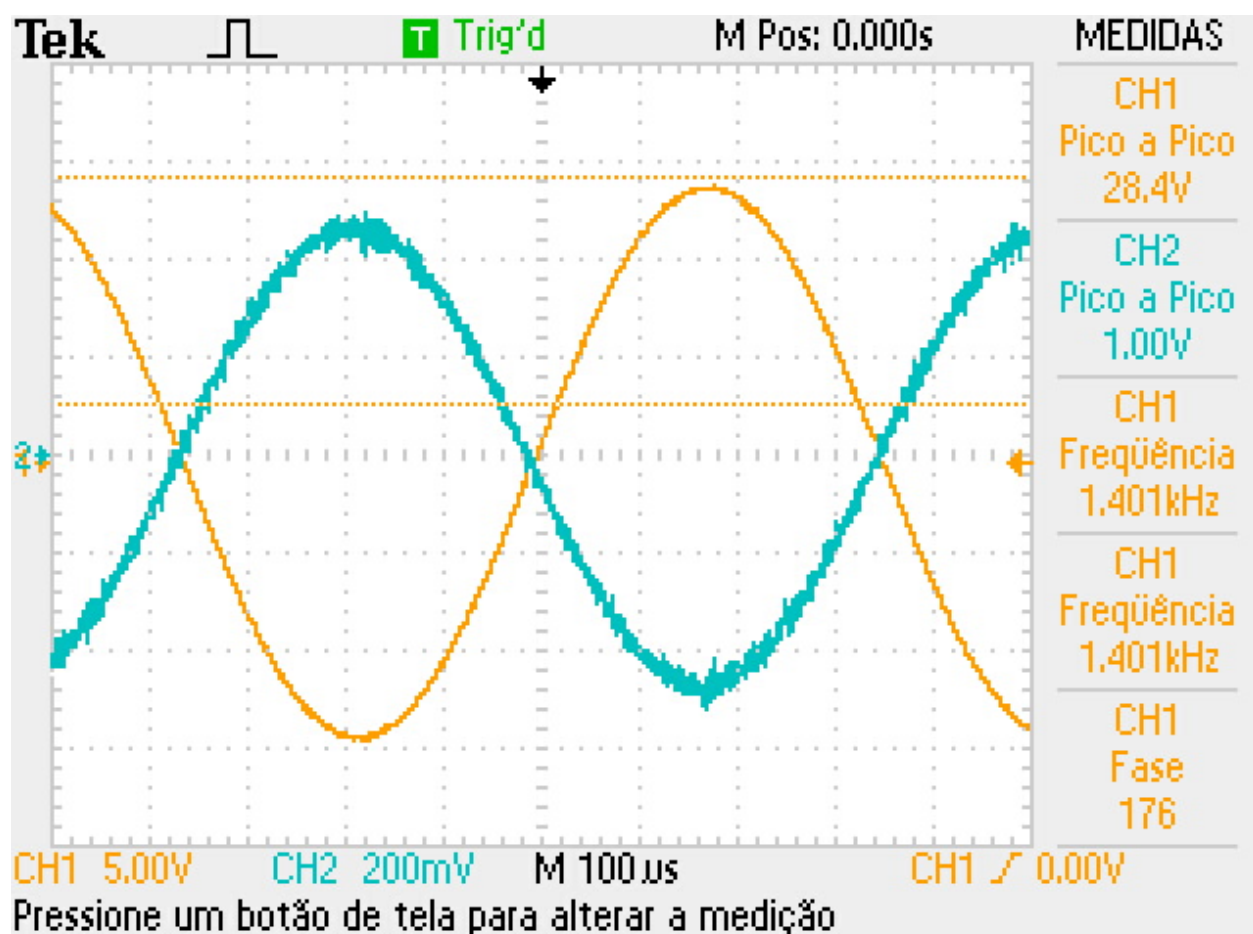 Tek T Trig'd M Pos: 0.000s MEDIDAS
CH1
Pico a Pico
28.4V
CH2
Pico a Pico
1.00V
CH1
Freqüência
1.401kHz
CH1
Freqüência
1.401kHz
CH1
Fase
176
2
CH1 5.00V CH2 200mV M 100µs CH1 / 0.00V
Pressione um botão de tela para alterar a medição